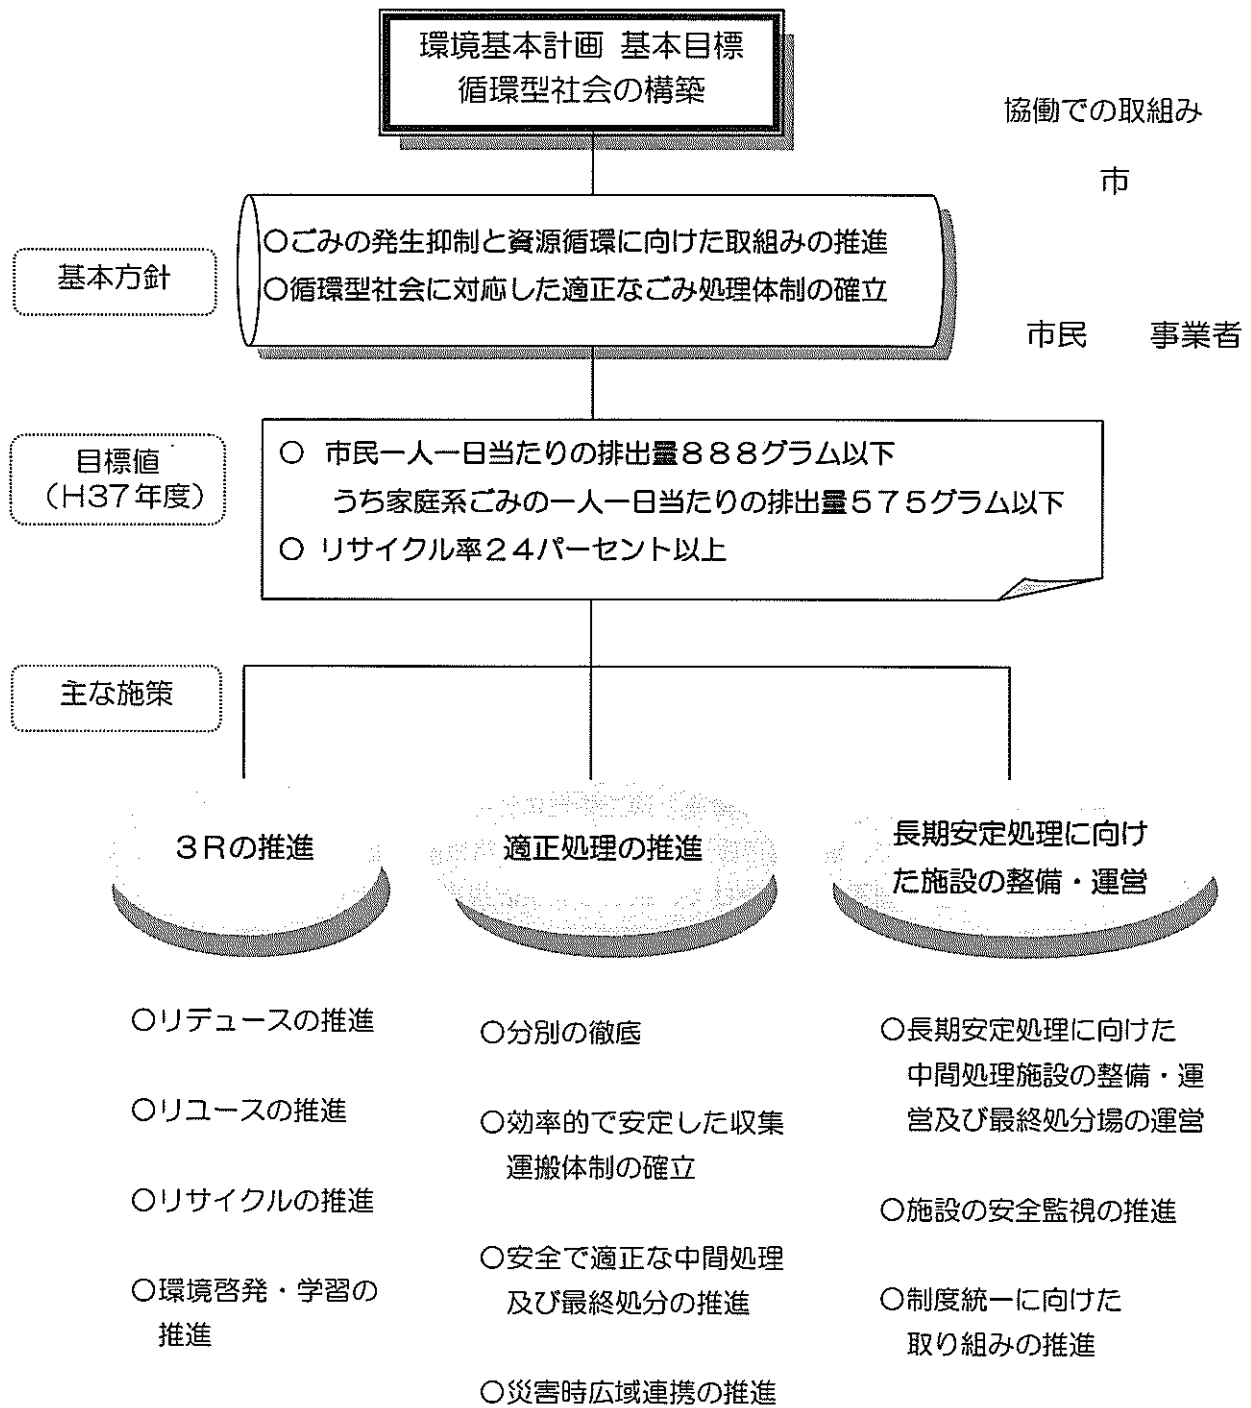 環境基本計画 基本目標
循環型社会の構築
協働での取組み
市
市民 事業者
基本方針
○ごみの発生抑制と資源循環に向けた取組みの推進
○循環型社会に対応した適正なごみ処理体制の確立
目標値
（H37年度）
○ 市民一人一日当たりの排出量888グラム以下
うち家庭系ごみの一人一日当たりの排出量575グラム以下
○ リサイクル率24パーセント以上
主な施策
3Rの推進
○リデュースの推進
○リユースの推進
○リサイクルの推進
○環境啓発・学習の
推進
適正処理の推進
○分別の徹底
○効率的で安定した収集
運搬体制の確立
○安全で適正な中間処理
及び最終処分の推進
○災害時広域連携の推進
長期安定処理に向け
た施設の整備・運営
○長期安定処理に向けた
中間処理施設の整備・運
営及び最終処分場の運営
○施設の安全監視の推進
○制度統一に向けた
取り組みの推進